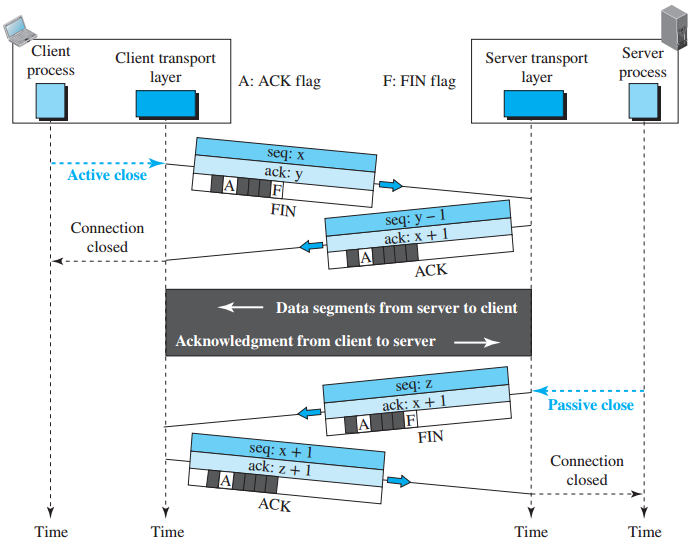 Client
process
Client transport
layer
A: ACK flag
F: FIN flag
Server transport
layer
Server
process
Active close
seq: x
ack: y
A
F
FIN
seq: y – 1
ack: x + 1
A
ACK
Connection
closed
Data segments from server to client
Acknowledgment from client to server
seq: z
ack: x + 1
A
F
FIN
Passive close
seq: x + 1
ack: z + 1
A
ACK
Connection
closed
Time
Time
Time
Time